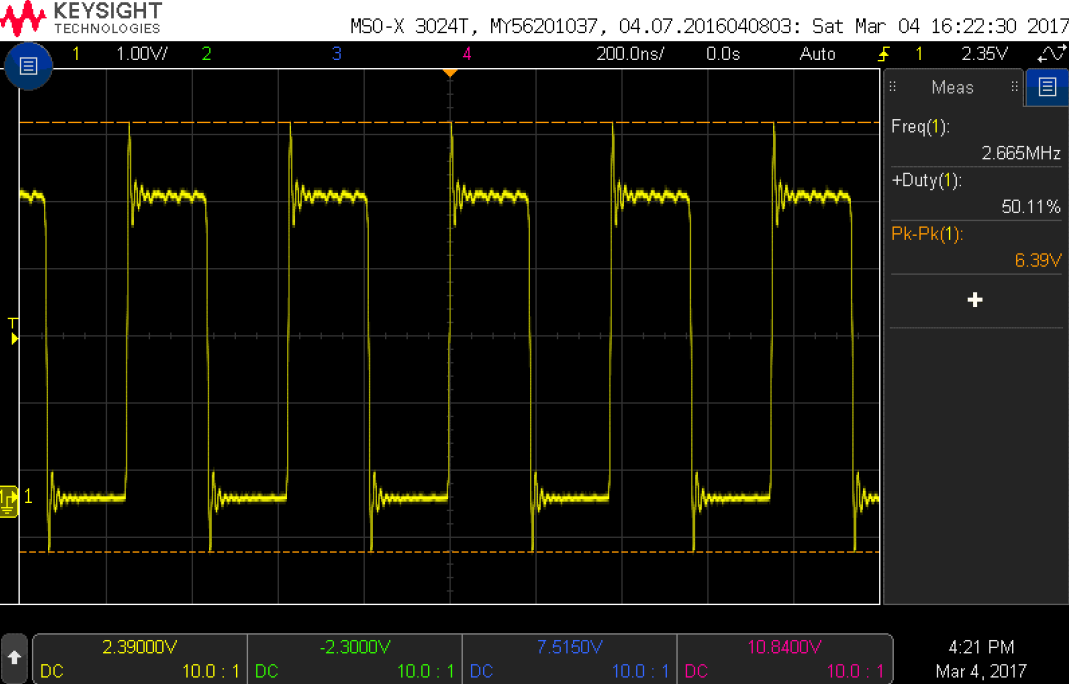 KEYSIGHT
TECHNOLOGIES
MSO-X 3024T, MY56201037, 04.07.2016040803: Sat Mar 04 16:22:30 2017
1 1.00V/ 2 3 4 200.0ns/ 0.0s Auto 1 2.35V
Meas
Freq(1):
2.665MHz
+Duty(1):
50.11%
Pk-Pk(1):
6.39V
+
T
1
2.39000V -2.3000V 7.5150V 10.8400V 4:21 PM
DC 10.0 : 1 DC 10.0 : 1 DC 10.0 : 1 DC 10.0 : 1 Mar 4, 2017